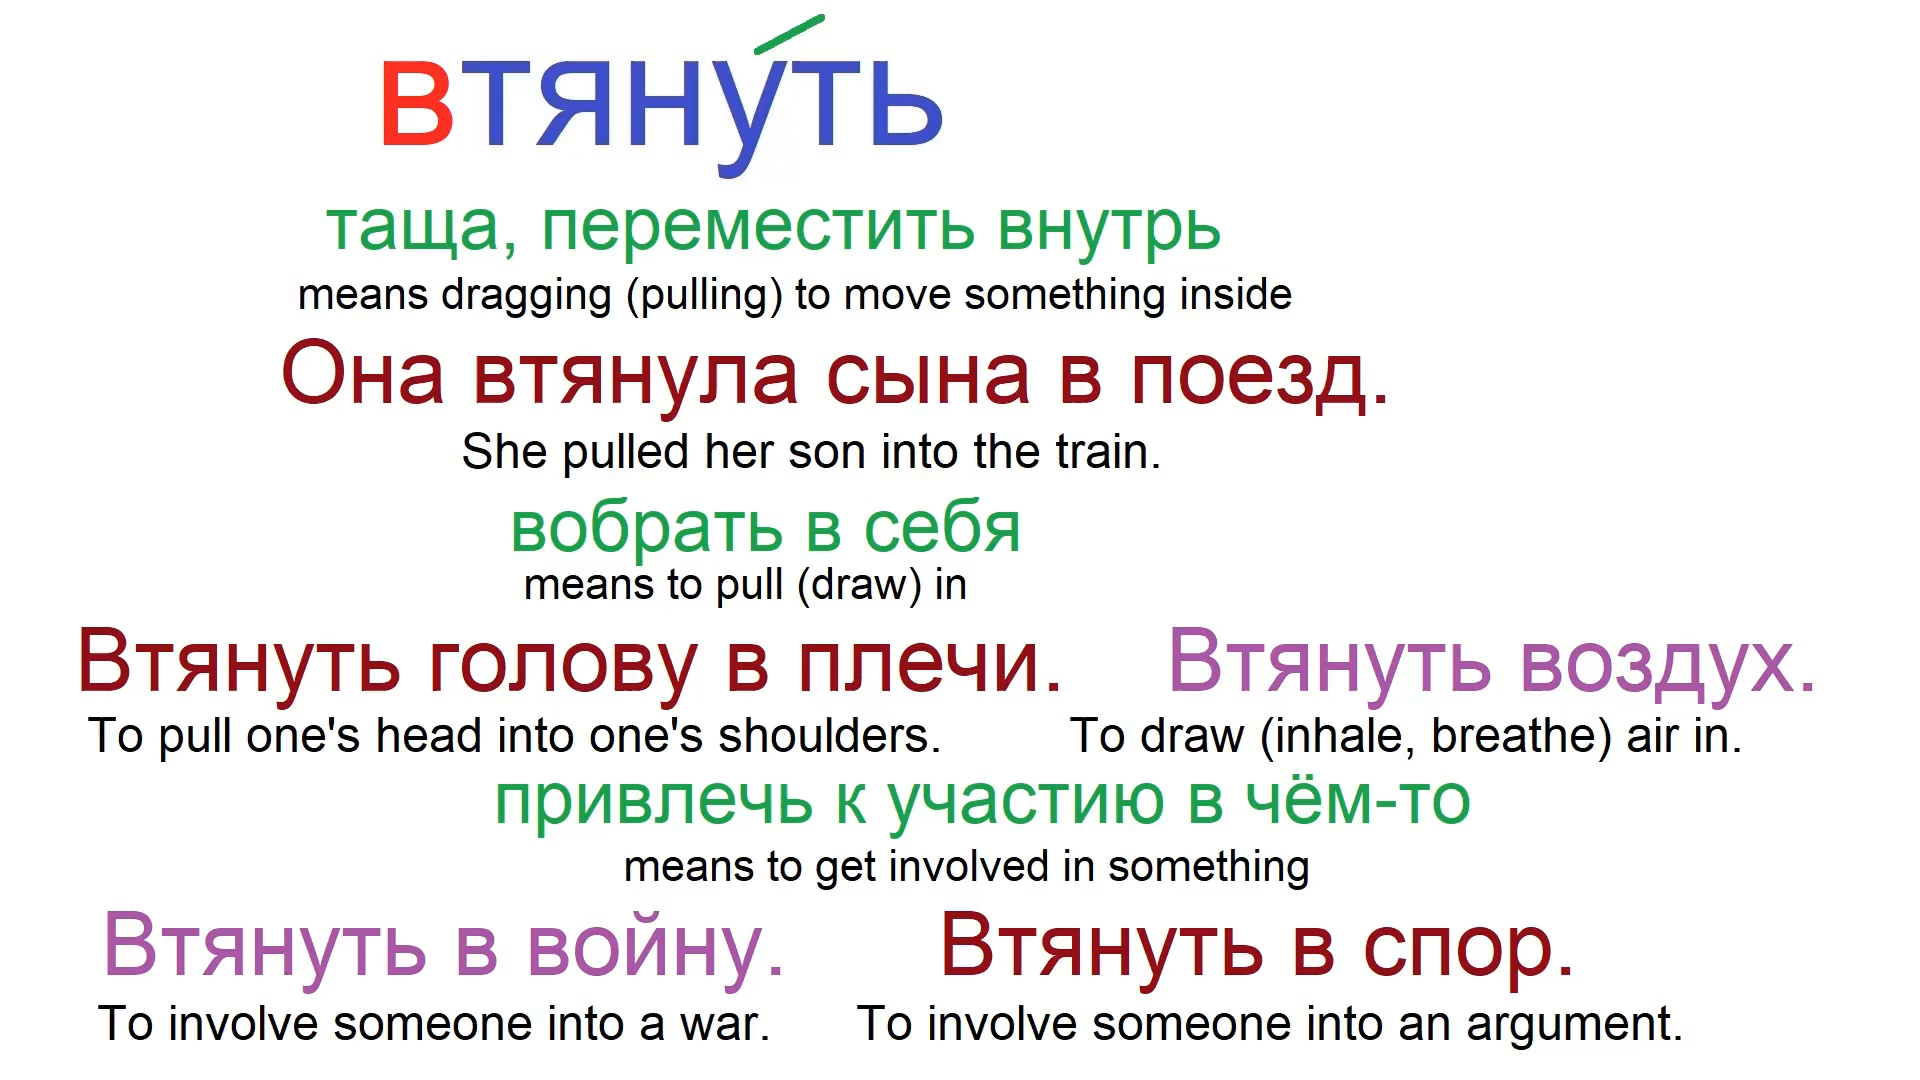 втяну́ть
таща, переместить внутрь
means dragging (pulling) to move something inside
Она втянула сына в поезд.
She pulled her son into the train.
вобрать в себя
means to pull (draw) in
Втянуть голову в плечи. Втянуть воздух.
To pull one's head into one's shoulders. To draw (inhale, breathe) air in.
привлечь к участию в чём-то
means to get involved in something
Втянуть в войну. Втянуть в спор.
To involve someone into a war. To involve someone into an argument.